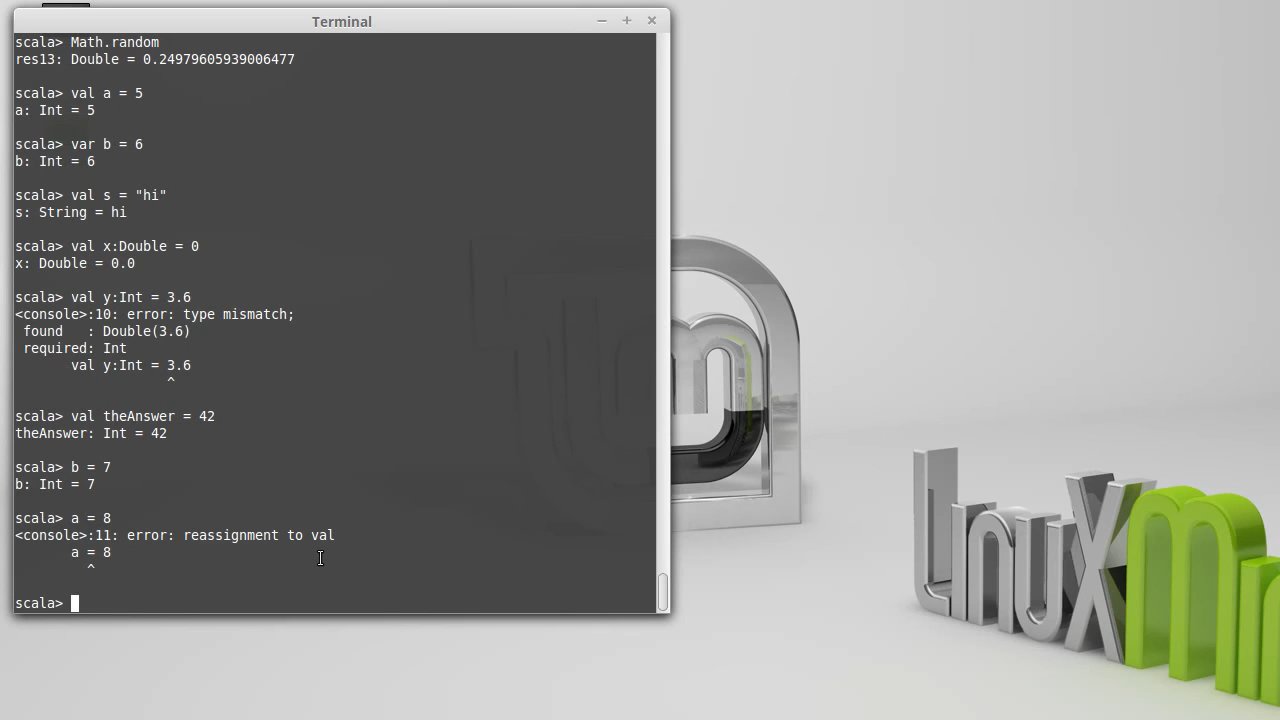 Terminal
scala> Math.random
res13: Double = 0.24979605939006477
scala> val a = 5
a: Int = 5
scala> var b = 6
b: Int = 6
scala> val s = "hi"
s: String = hi
scala> val x:Double = 0
x: Double = 0.0
scala> val y:Int = 3.6
<console>:10: error: type mismatch;
 found   : Double(3.6)
 required: Int
       val y:Int = 3.6
                   ^
scala> val theAnswer = 42
theAnswer: Int = 42
scala> b = 7
b: Int = 7
scala> a = 8
<console>:11: error: reassignment to val
       a = 8
         ^
scala>
Linux